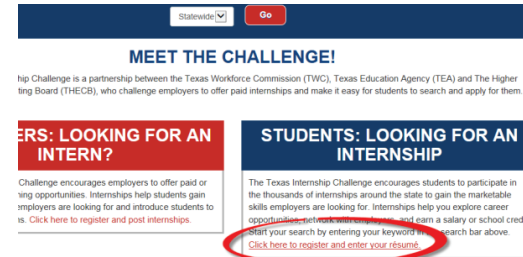 Statewide
Go
MEET THE CHALLENGE!
hip Challenge is a partnership between the Texas Workforce Commission (TWC), Texas Education Agency (TEA) and The Higher
ting Board (THECB), who challenge employers to offer paid internships and make it easy for students to search and apply for them.
ERS: LOOKING FOR AN
INTERN?
Challenge encourages employers to offer paid or
ning opportunities. Internships help students gain
employers are looking for and introduce students to
s. Click here to register and post internships.
STUDENTS: LOOKING FOR AN
INTERNSHIP
The Texas Internship Challenge encourages students to participate in
the thousands of internships around the state to gain the marketable
skills employers are looking for. Internships help you explore career
opportunities, network with employers, and earn a salary or school cred
Start your search by entering your keyword in the search bar above.
Click here to register and enter your résumé.